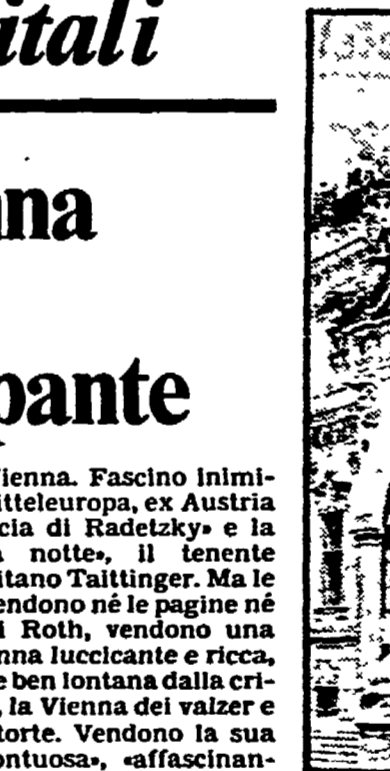 itali
nna
pante
ienna. Fascino inimi-
itteleuropa, ex Austria
cia di Radetzky» e la
notte», il tenente
itano Taittinger. Ma le
endono né le pagine né
i Roth, vendono una
nna luccicante e ricca,
e ben lontana dalla cri-
, la Vienna dei valzer e
torte. Vendono la sua
ontuosa», «affascinan-